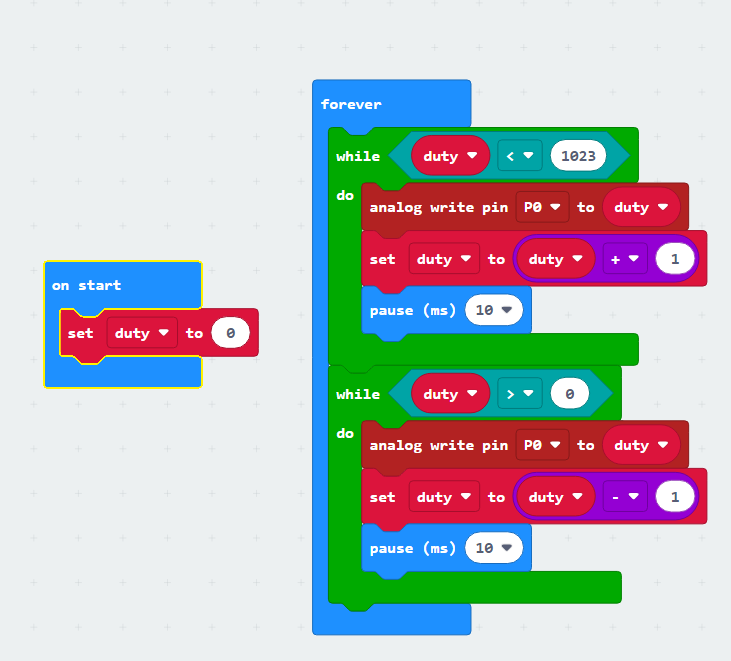 forever
while duty < 1023
do
analog write pin P0 to duty
set duty to duty + 1
pause (ms) 10
on start
set duty to 0
while duty > 0
do
analog write pin P0 to duty
set duty to duty - 1
pause (ms) 10